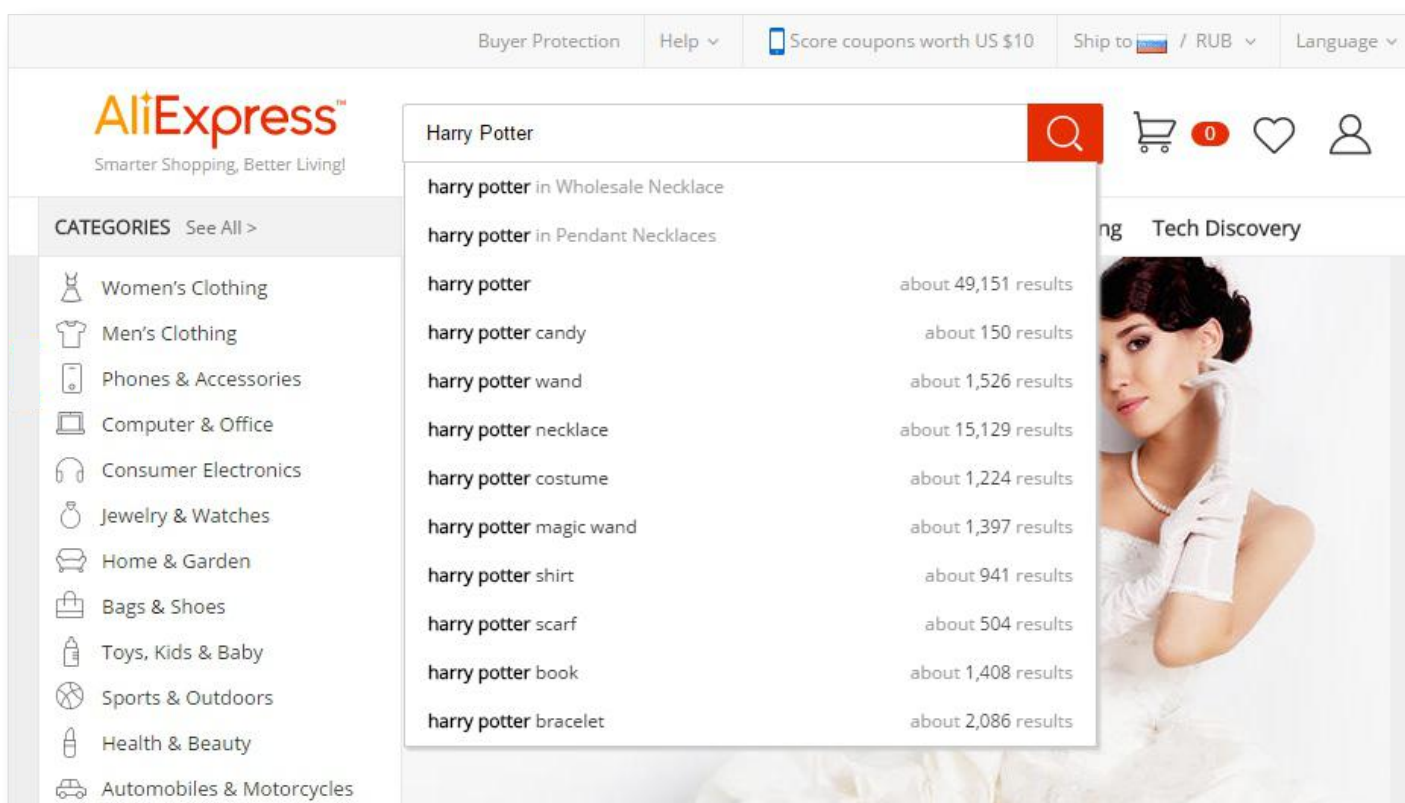 Buyer Protection Help Score coupons worth US $10 Ship to / RUB Language
AliExpress™
Smarter Shopping, Better Living!
Harry Potter
0
harry potter in Wholesale Necklace
harry potter in Pendant Necklaces
harry potter about 49,151 results
harry potter candy about 150 results
harry potter wand about 1,526 results
harry potter necklace about 15,129 results
harry potter costume about 1,224 results
harry potter magic wand about 1,397 results
harry potter shirt about 941 results
harry potter scarf about 504 results
harry potter book about 1,408 results
harry potter bracelet about 2,086 results
CATEGORIES See All >
ng Tech Discovery
Women's Clothing
Men's Clothing
Phones & Accessories
Computer & Office
Consumer Electronics
Jewelry & Watches
Home & Garden
Bags & Shoes
Toys, Kids & Baby
Sports & Outdoors
Health & Beauty
Automobiles & Motorcycles